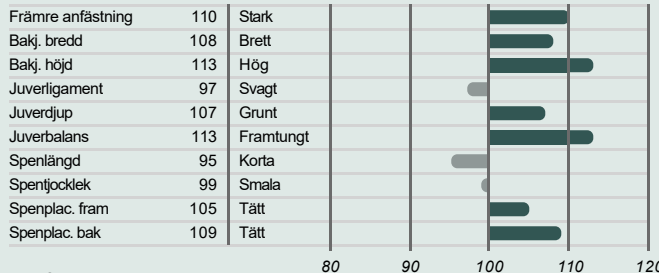 Främre anfästning 110 Stark
Bakj. bredd 108 Brett
Bakj. höjd 113 Hög
Juverligament 97 Svagt
Juverdjup 107 Grunt
Juverbalans 113 Framtungt
Spenlängd 95 Korta
Spentjocklek 99 Smala
Spenplac. fram 105 Tätt
Spenplac. bak 109 Tätt
80 90 100 110 120